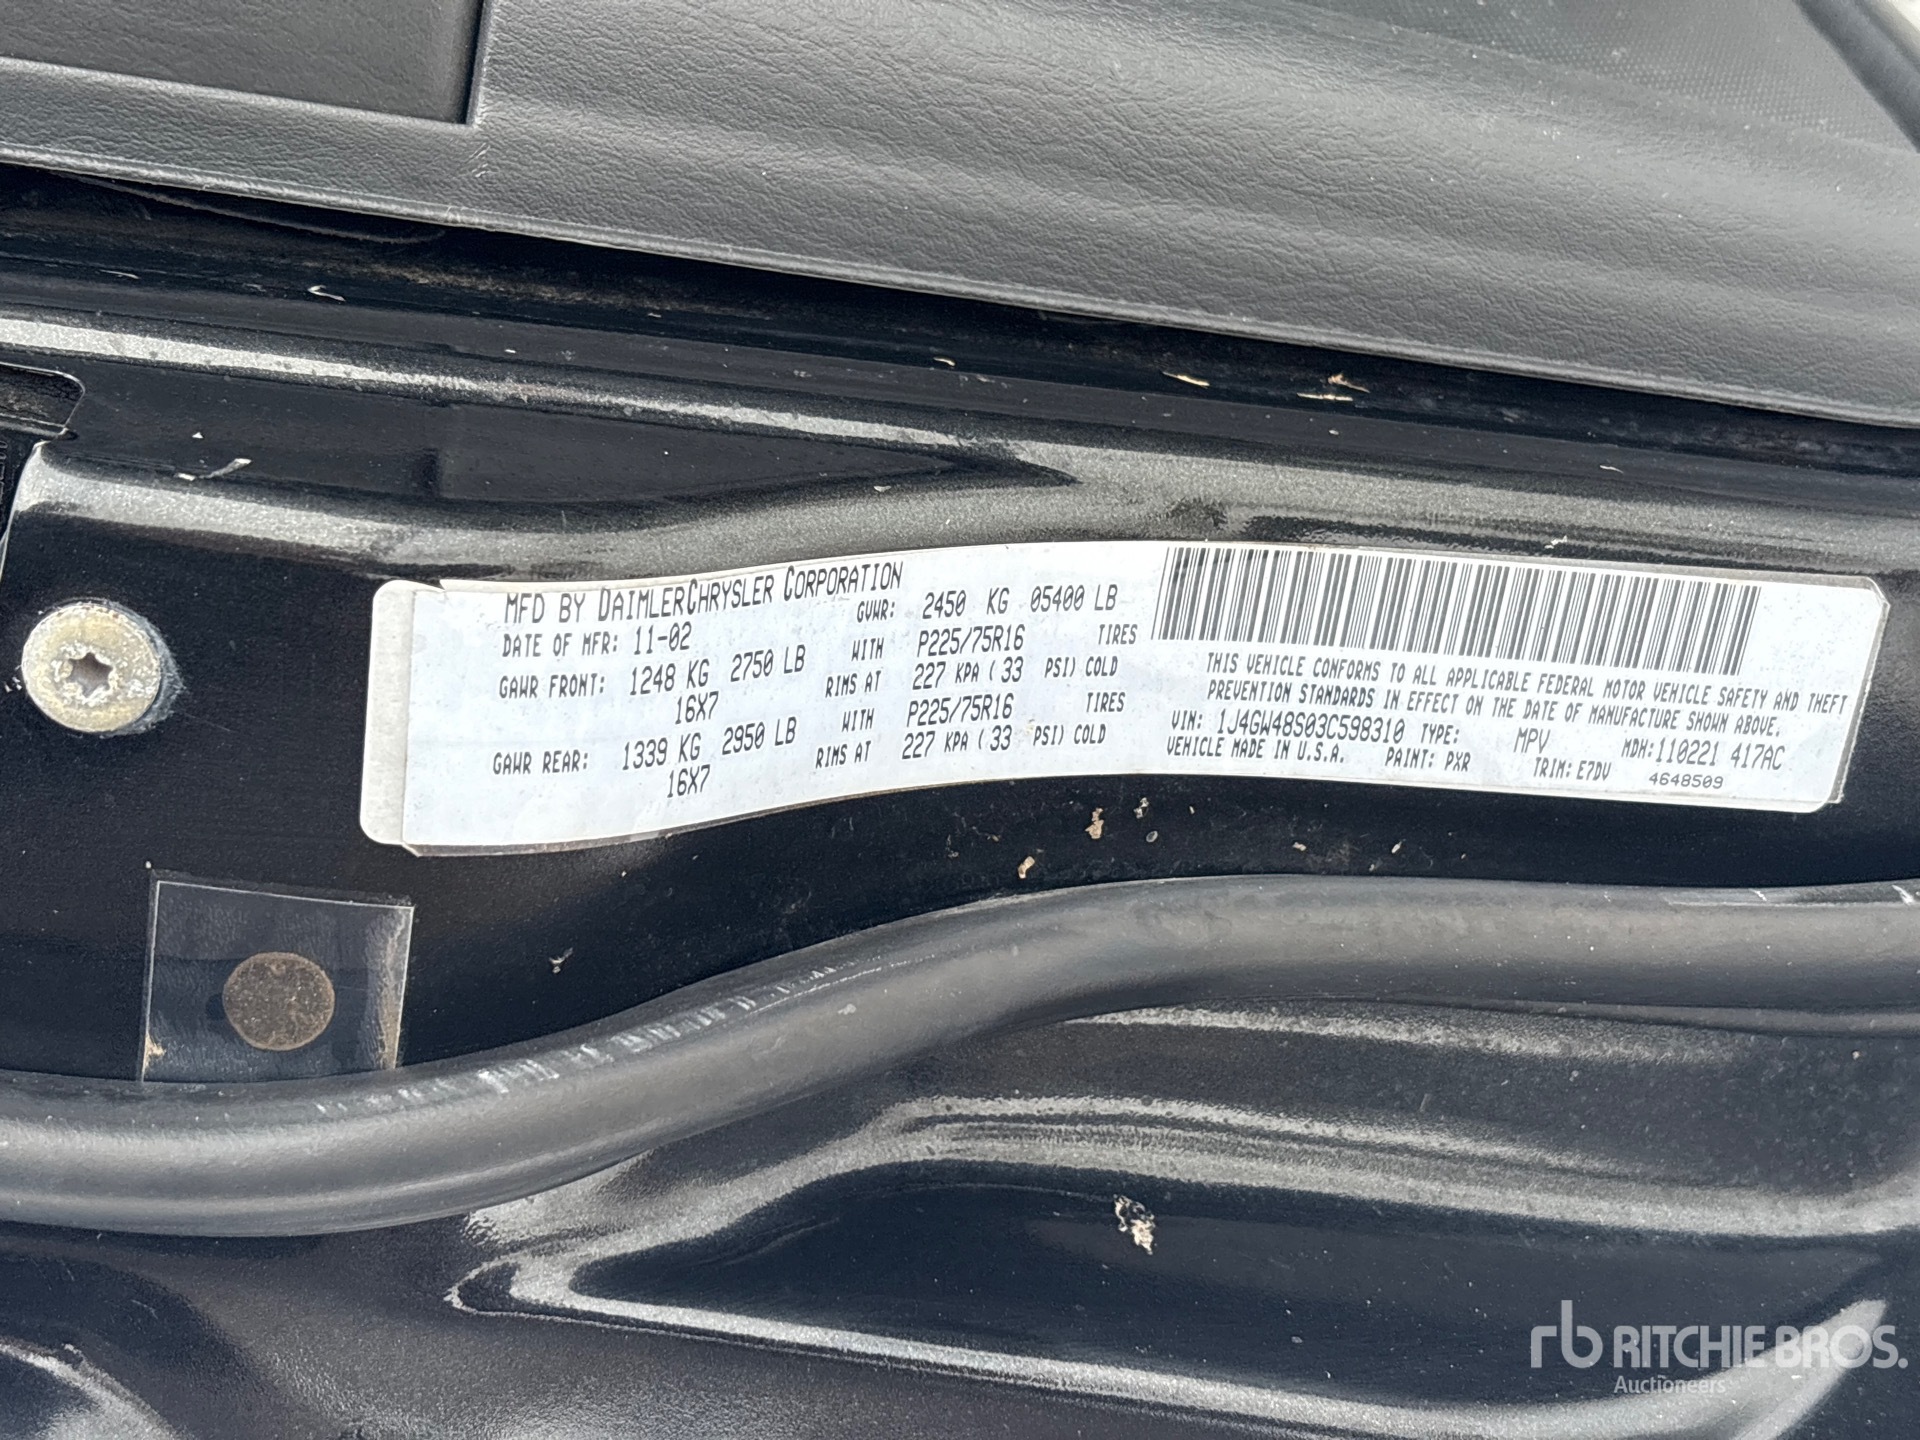 MFD BY DAIMLERCHRYSLER CORPORATION
DATE OF MFR: 11-02 GVWR: 2450 KG 05400 LB
GAWR FRONT: 1248 KG 2750 LB WITH P225/75R16 TIRES
16X7 RIMS AT 227 KPA ( 33 PSI) COLD
GAWR REAR: 1339 KG 2950 LB WITH P225/75R16 TIRES
16X7 RIMS AT 227 KPA ( 33 PSI) COLD
THIS VEHICLE CONFORMS TO ALL APPLICABLE FEDERAL MOTOR VEHICLE SAFETY AND THEFT
PREVENTION STANDARDS IN EFFECT ON THE DATE OF MANUFACTURE SHOWN ABOVE.
VIN: 1J4GW48S03C598310 TYPE: MPV MDH:110221 417AC
VEHICLE MADE IN U.S.A. PAINT: PXR TRIM: E7DV 4648509
rb RITCHIE BROS.
Auctioneers